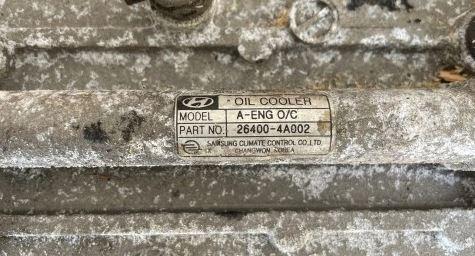 OIL COOLER
MODEL A-ENG O/C
PART NO. 26400-4A002
SAMSUNG CLIMATE CONTROL CO.,LTD.
CHANGWON KOREA